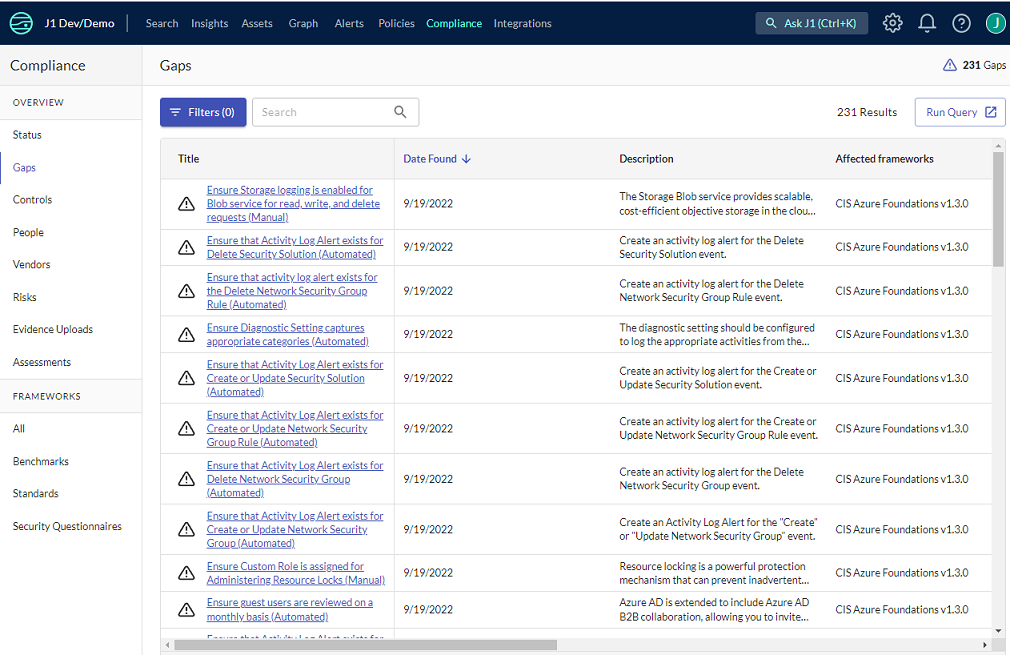 J1 Dev/Demo
Search
Insights
Assets
Graph
Alerts
Policies
Compliance
Integrations
Ask J1 (Ctrl+K)
J
Compliance
OVERVIEW
Status
Gaps
Controls
People
Vendors
Risks
Evidence Uploads
Assessments
FRAMEWORKS
All
Benchmarks
Standards
Security Questionnaires
Gaps
231 Gaps
Filters (0)
Search
231 Results
Run Query
Title
Date Found
Description
Affected frameworks
Ensure Storage logging is enabled for
Blob service for read, write, and delete
requests (Manual)
9/19/2022
The Storage Blob service provides scalable,
cost-efficient objective storage in the clou...
CIS Azure Foundations v1.3.0
Ensure that Activity Log Alert exists for
Delete Security Solution (Automated)
9/19/2022
Create an activity log alert for the Delete
Security Solution event.
CIS Azure Foundations v1.3.0
Ensure that activity log alert exists for
the Delete Network Security Group
Rule (Automated)
9/19/2022
Create an activity log alert for the Delete
Network Security Group Rule event.
CIS Azure Foundations v1.3.0
Ensure Diagnostic Setting captures
appropriate categories (Automated)
9/19/2022
The diagnostic setting should be configured
to log the appropriate activities from the...
CIS Azure Foundations v1.3.0
Ensure that Activity Log Alert exists for
Create or Update Security Solution
(Automated)
9/19/2022
Create an activity log alert for the Create or
Update Security Solution event.
CIS Azure Foundations v1.3.0
Ensure that Activity Log Alert exists for
Create or Update Network Security
Group Rule (Automated)
9/19/2022
Create an activity log alert for the Create or
Update Network Security Group Rule event.
CIS Azure Foundations v1.3.0
Ensure that Activity Log Alert exists for
Delete Network Security Group
(Automated)
9/19/2022
Create an activity log alert for the Delete
Network Security Group event.
CIS Azure Foundations v1.3.0
Ensure that Activity Log Alert exists for
Create or Update Network Security
Group (Automated)
9/19/2022
Create an Activity Log Alert for the "Create"
or "Update Network Security Group" event.
CIS Azure Foundations v1.3.0
Ensure Custom Role is assigned for
Administering Resource Locks (Manual)
9/19/2022
Resource locking is a powerful protection
mechanism that can prevent inadvertent...
CIS Azure Foundations v1.3.0
Ensure guest users are reviewed on a
monthly basis (Automated)
9/19/2022
Azure AD is extended to include Azure AD
B2B collaboration, allowing you to invite...
CIS Azure Foundations v1.3.0
Ensure that Activity Log Alert exists for